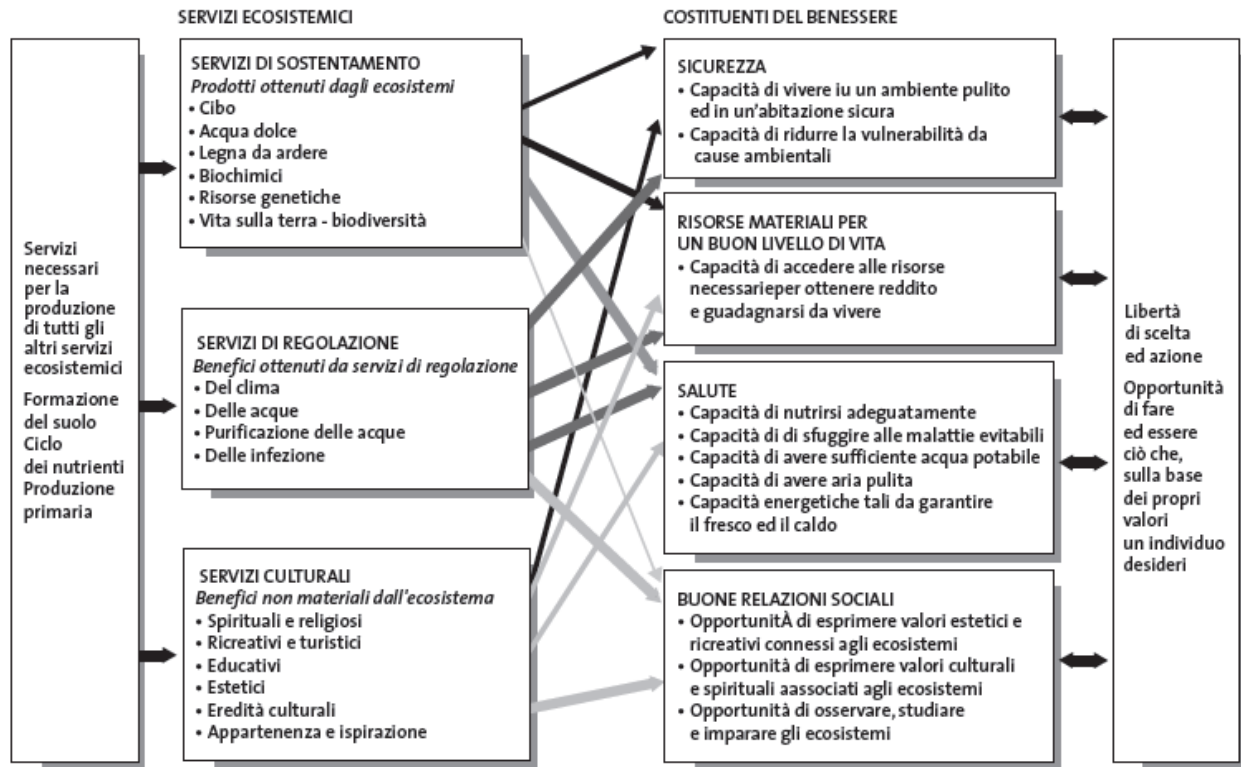 SERVIZI ECOSISTEMICI
COSTITUENTI DEL BENESSERE
Servizi
necessari
per la
produzione
di tutti gli
altri servizi
ecosistemici
Formazione
del suolo
Ciclo
dei nutrienti
Produzione
primaria
SERVIZI DI SOSTENTAMENTO
Prodotti ottenuti dagli ecosistemi
• Cibo
• Acqua dolce
• Legna da ardere
• Biochimici
• Risorse genetiche
• Vita sulla terra - biodiversità
SERVIZI DI REGOLAZIONE
Benefici ottenuti da servizi di regolazione
• Del clima
• Delle acque
• Purificazione delle acque
• Delle infezione
SERVIZI CULTURALI
Benefici non materiali dall'ecosistema
• Spirituali e religiosi
• Ricreativi e turistici
• Educativi
• Estetici
• Eredità culturali
• Appartenenza e ispirazione
SICUREZZA
• Capacità di vivere iu un ambiente pulito
ed in un'abitazione sicura
• Capacità di ridurre la vulnerabilità da
cause ambientali
RISORSE MATERIALI PER
UN BUON LIVELLO DI VITA
• Capacità di accedere alle risorse
necessarieper ottenere reddito
e guadagnarsi da vivere
SALUTE
• Capacità di nutrirsi adeguatamente
• Capacità di di sfuggire alle malattie evitabili
• Capacità di avere sufficiente acqua potabile
• Capacità di avere aria pulita
• Capacità energetiche tali da garantire
il fresco ed il caldo
BUONE RELAZIONI SOCIALI
• OpportunitÀ di esprimere valori estetici e
ricreativi connessi agli ecosistemi
• Opportunità di esprimere valori culturali
e spirituali aassociati agli ecosistemi
• Opportunità di osservare, studiare
e imparare gli ecosistemi
Libertà
di scelta
ed azione
Opportunità
di fare
ed essere
ciò che,
sulla base
dei propri
valori
un individuo
desideri